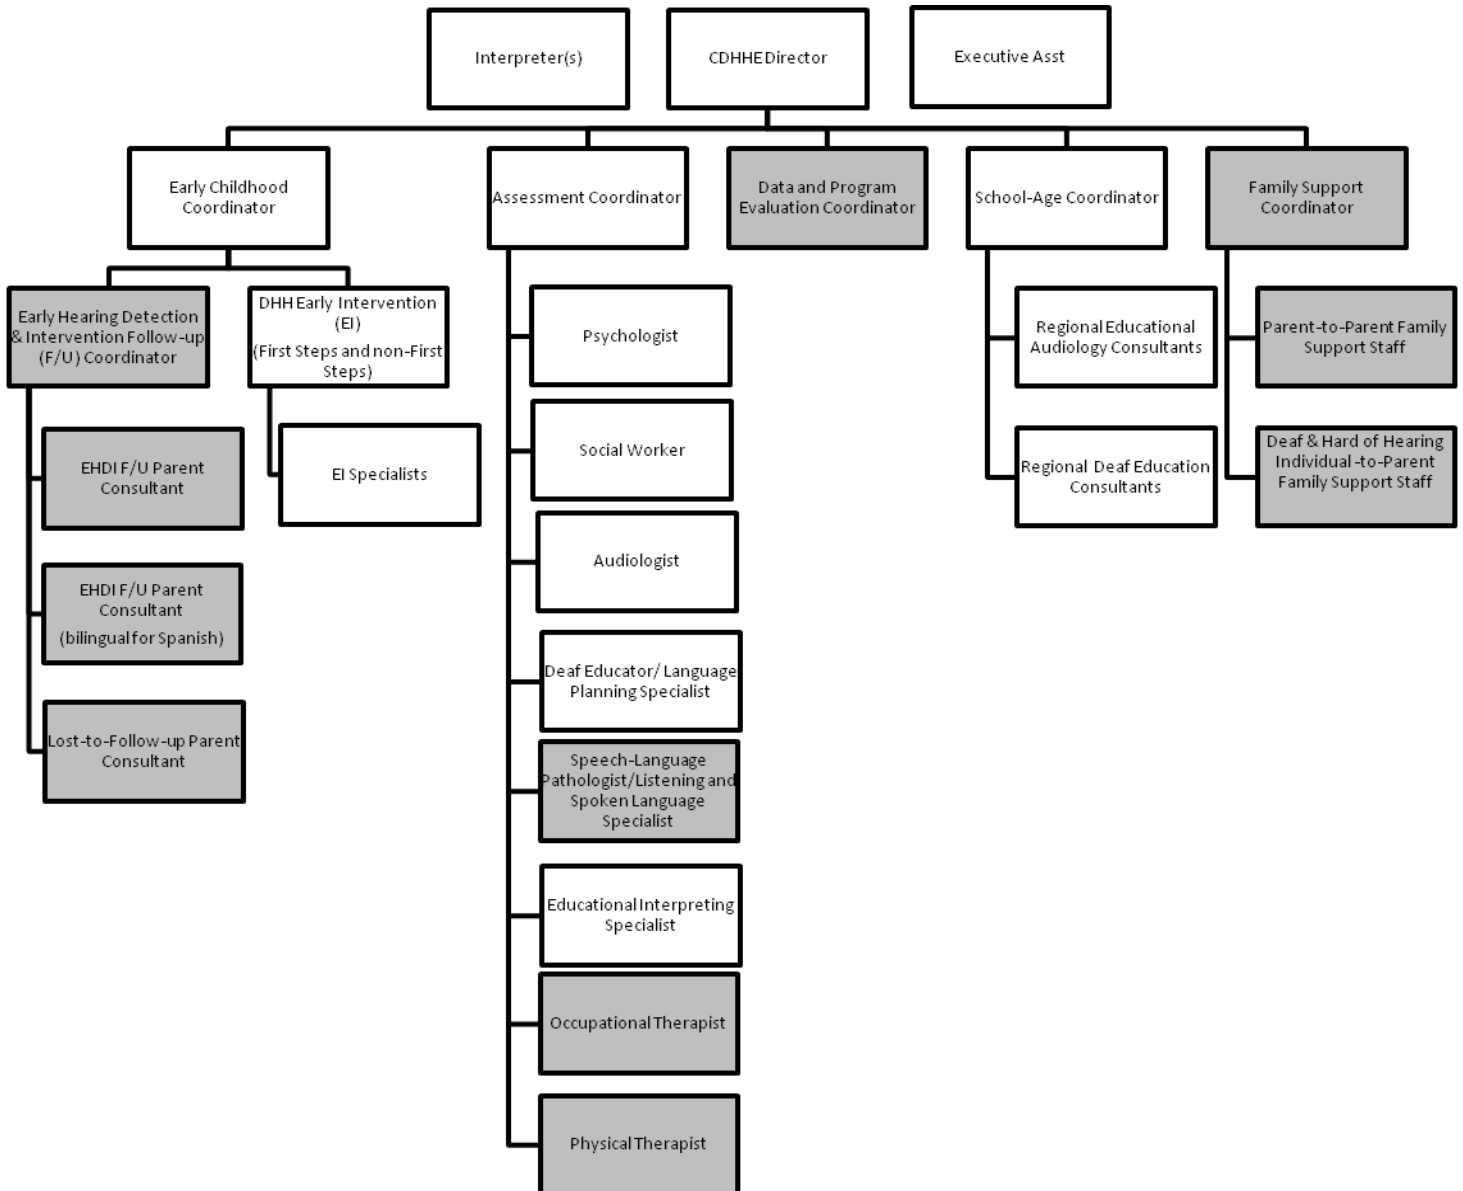 Interpreter(s)
CDHHE Director
Executive Asst
Early Childhood
Coordinator
Assessment Coordinator
Data and Program
Evaluation Coordinator
School-Age Coordinator
Family Support
Coordinator
Early Hearing Detection
& Intervention Follow-up
(F/U) Coordinator
DHH Early Intervention
(EI)
(First Steps and non-First
Steps)
EHDI F/U Parent
Consultant
EHDI F/U Parent
Consultant
(bilingual for Spanish)
Lost-to-Follow-up Parent
Consultant
EI Specialists
Psychologist
Social Worker
Audiologist
Deaf Educator/ Language
Planning Specialist
Speech-Language
Pathologist/Listening and
Spoken Language
Specialist
Educational Interpreting
Specialist
Occupational Therapist
Physical Therapist
Regional Educational
Audiology Consultants
Regional Deaf Education
Consultants
Parent-to-Parent Family
Support Staff
Deaf & Hard of Hearing
Individual -to-Parent
Family Support Staff